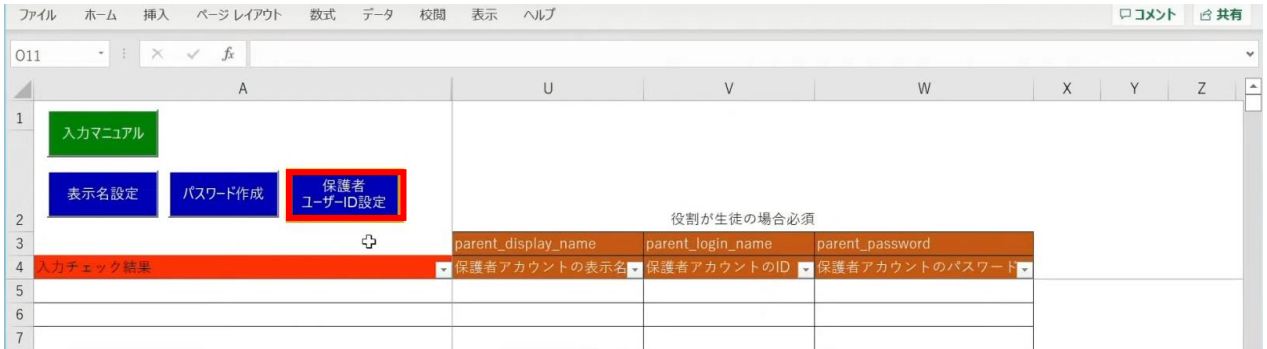 ファイル ホーム 挿入 ページ レイアウト 数式 データ 校閲 表示 ヘルプ コメント 共有
O11 fx
A U V W X Y Z
1
入力マニュアル
表示名設定 パスワード作成 保護者
ユーザーID設定
2 役割が生徒の場合必須
3 parent_display_name parent_login_name parent_password
4 入力チェック結果 保護者アカウントの表示名 保護者アカウントのID 保護者アカウントのパスワード
5
6
7